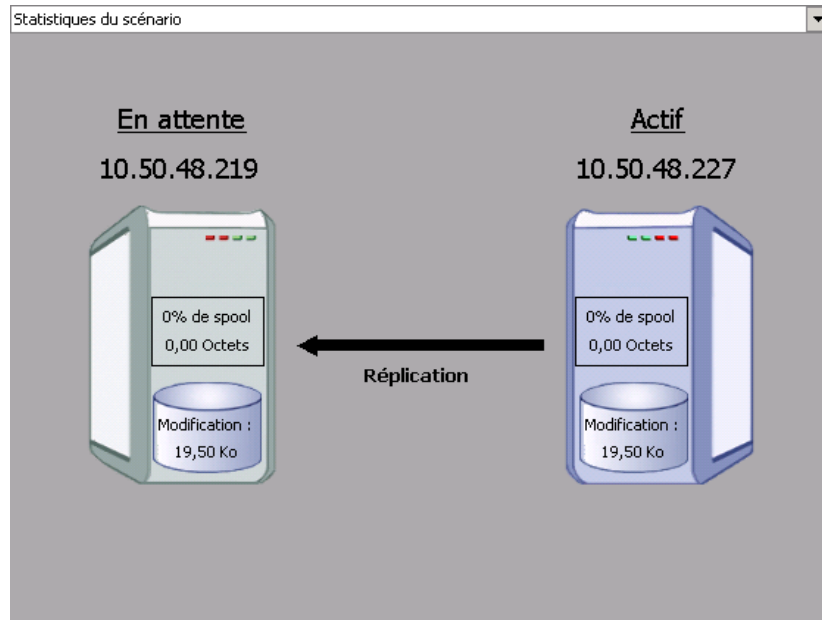 Statistiques du scénario
En attente
10.50.48.219
Actif
10.50.48.227
0% de spool
0,00 Octets
Modification :
19,50 Ko
Réplication
0% de spool
0,00 Octets
Modification :
19,50 Ko